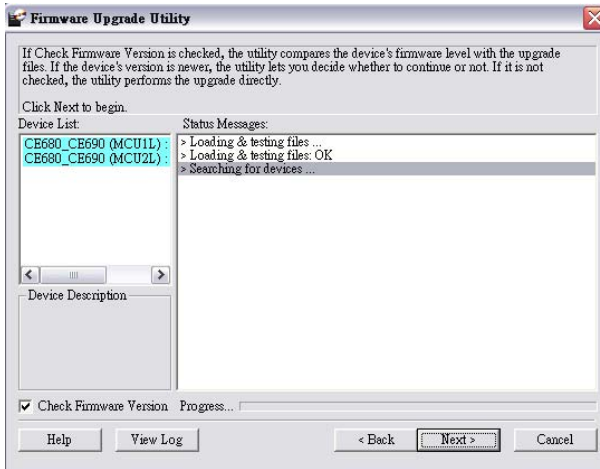 Firmware Upgrade Utility
If Check Firmware Version is checked, the utility compares the device's firmware level with the upgrade
files. If the device's version is newer, the utility lets you decide whether to continue or not. If it is not
checked, the utility performs the upgrade directly.
Click Next to begin.
Device List:
CE680_CE690 (MCU1L) :
CE680_CE690 (MCU2L) :
Status Messages:
> Loading & testing files ...
> Loading & testing files: OK
> Searching for devices ...
Device Description
Check Firmware Version
Progress...
Help
View Log
< Back
Next >
Cancel